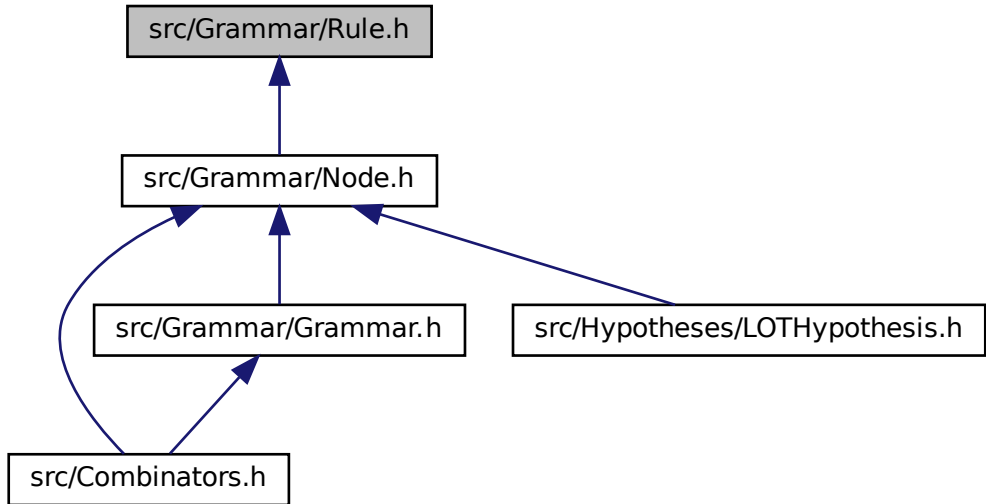 src/Grammar/Rule.h
src/Grammar/Node.h
src/Grammar/Grammar.h
src/Hypotheses/LOTHypothesis.h
src/Combinators.h